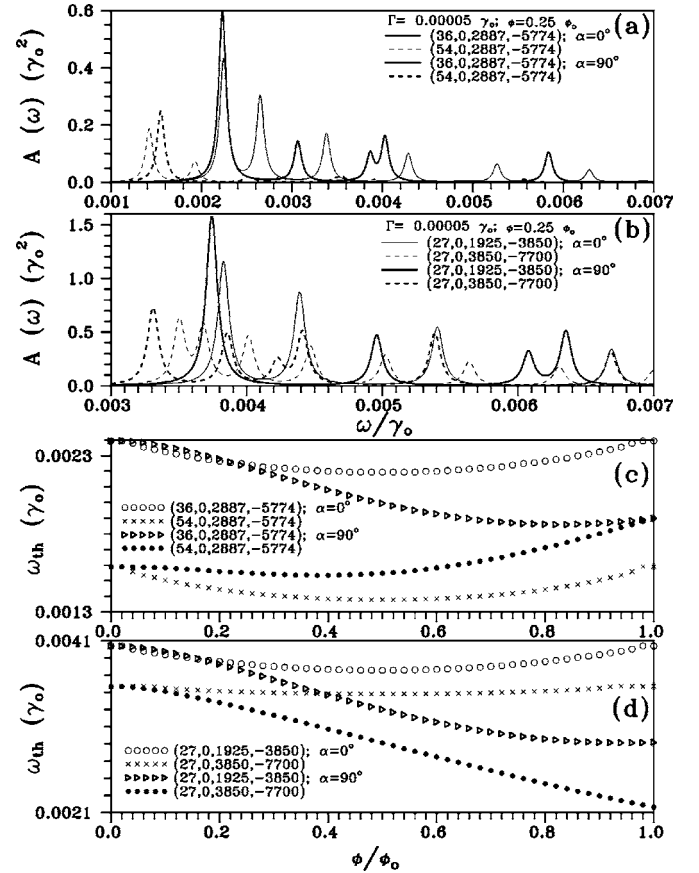 0.6
0.4
0.2
0.0
A (ω) (γ₀²)
Γ= 0.00005 γ₀; ϕ=0.25 ϕ₀
(a)
(36,0,2887,-5774); α=0°
(54,0,2887,-5774)
(36,0,2887,-5774); α=90°
(54,0,2887,-5774)
0.001 0.002 0.003 0.004 0.005 0.006 0.007
1.5
1.0
0.5
0.0
A (ω) (γ₀²)
Γ= 0.00005 γ₀; ϕ=0.25 ϕ₀
(b)
(27,0,1925,-3850); α=0°
(27,0,3850,-7700)
(27,0,1925,-3850); α=90°
(27,0,3850,-7700)
0.003 0.004 0.005 0.006 0.007
ω/γ₀
0.0023
0.0013
ωth (γ₀)
(c)
(36,0,2887,-5774); α=0°
(54,0,2887,-5774)
(36,0,2887,-5774); α=90°
(54,0,2887,-5774)
0.0 0.2 0.4 0.6 0.8 1.0
0.0041
0.0021
ωth (γ₀)
(d)
(27,0,1925,-3850); α=0°
(27,0,3850,-7700)
(27,0,1925,-3850); α=90°
(27,0,3850,-7700)
0.0 0.2 0.4 0.6 0.8 1.0
ϕ/ϕ₀